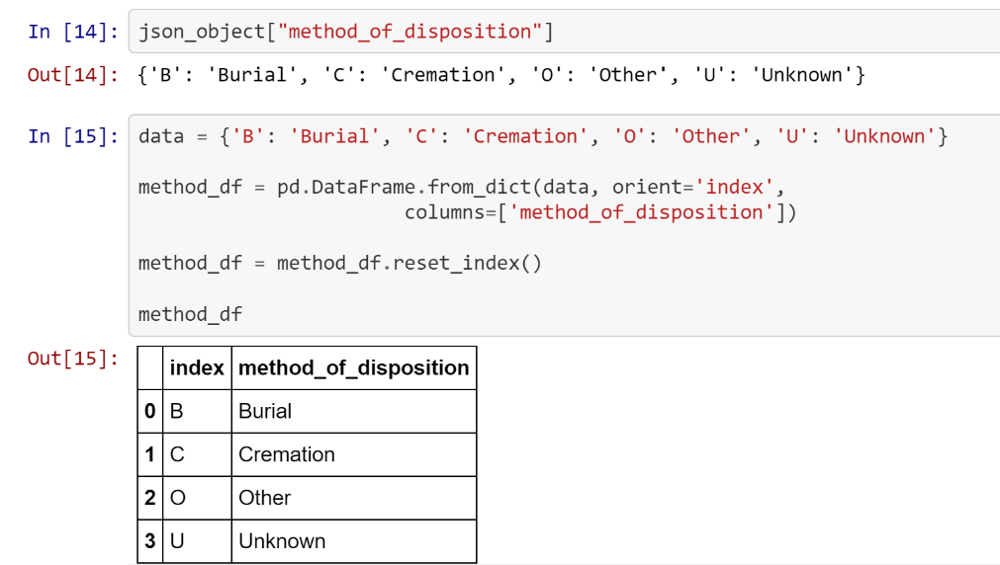 In [14]: json_object["method_of_disposition"]
Out[14]: {'B': 'Burial', 'C': 'Cremation', 'O': 'Other', 'U': 'Unknown'}
In [15]: data = {'B': 'Burial', 'C': 'Cremation', 'O': 'Other', 'U': 'Unknown'}
method_df = pd.DataFrame.from_dict(data, orient='index',
columns=['method_of_disposition'])
method_df = method_df.reset_index()
method_df
Out[15]:
index method_of_disposition
0 B Burial
1 C Cremation
2 O Other
3 U Unknown